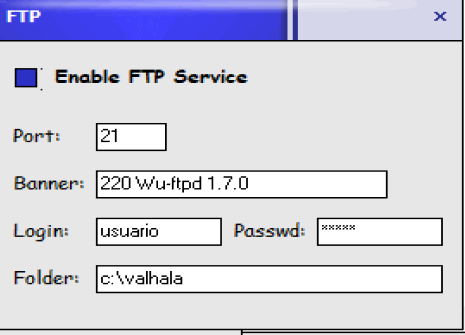 FTP
Enable FTP Service
Port: 21
Banner: 220 Wu-ftpd 1.7.0
Login: usuario Passwd: *****
Folder: c:\valhala